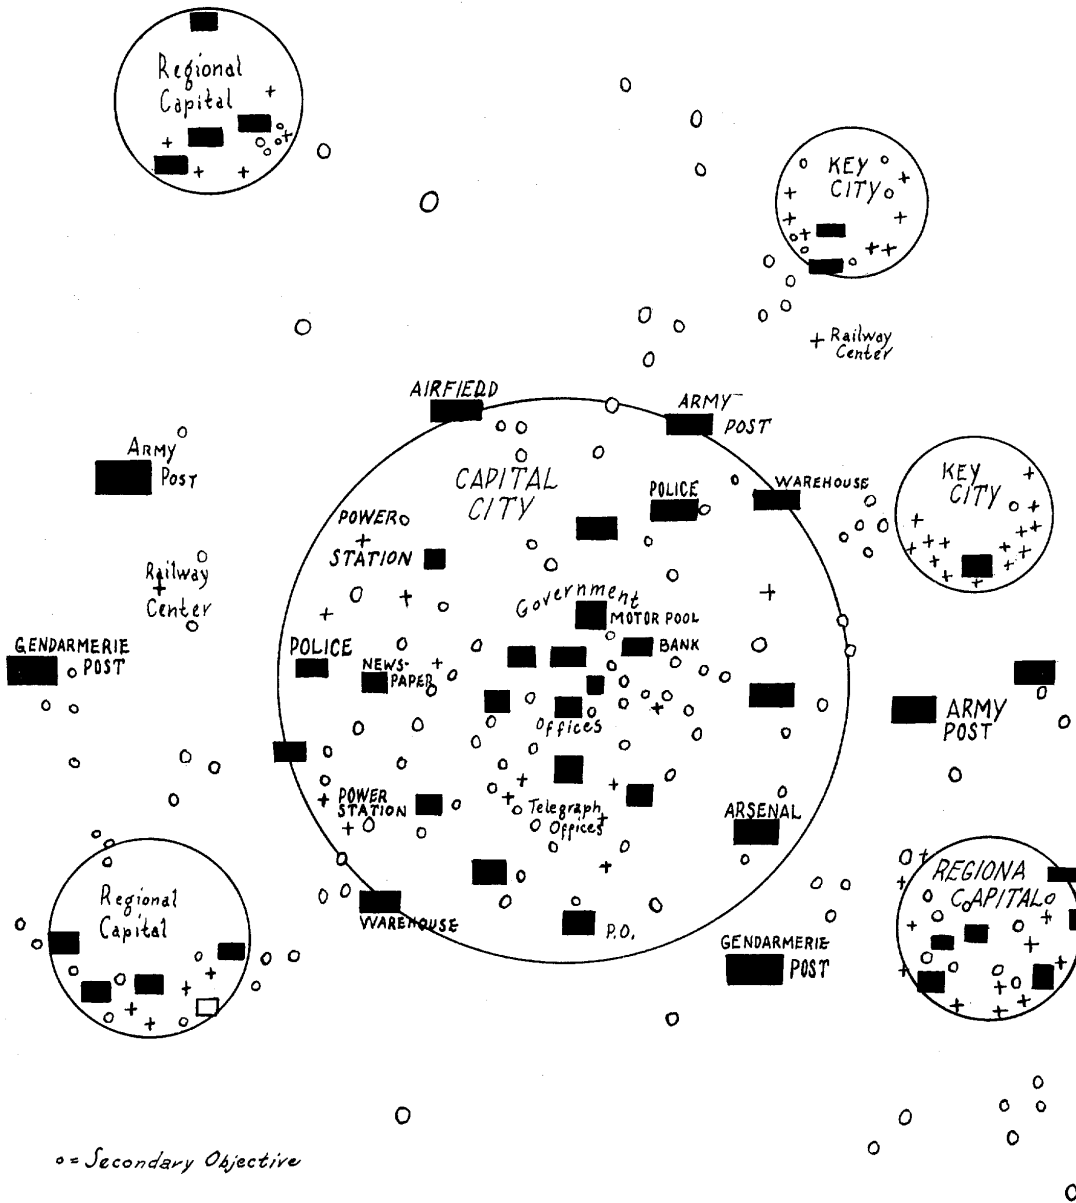 Regional
Capital
KEY
CITY
Railway
Center
AIRFIELD
ARMY
POST
ARMY
POST
CAPITAL
CITY
POLICE
WAREHOUSE
KEY
CITY
POWER
STATION
Railway
Center
Government
MOTOR POOL
GENDARMERIE
POST
POLICE
NEWS-
PAPER
BANK
Offices
ARMY
POST
POWER
STATION
Telegraph
Offices
ARSENAL
Regional
Capital
REGIONA
CAPITAL
WAREHOUSE
P.O.
GENDARMERIE
POST
o = Secondary Objective